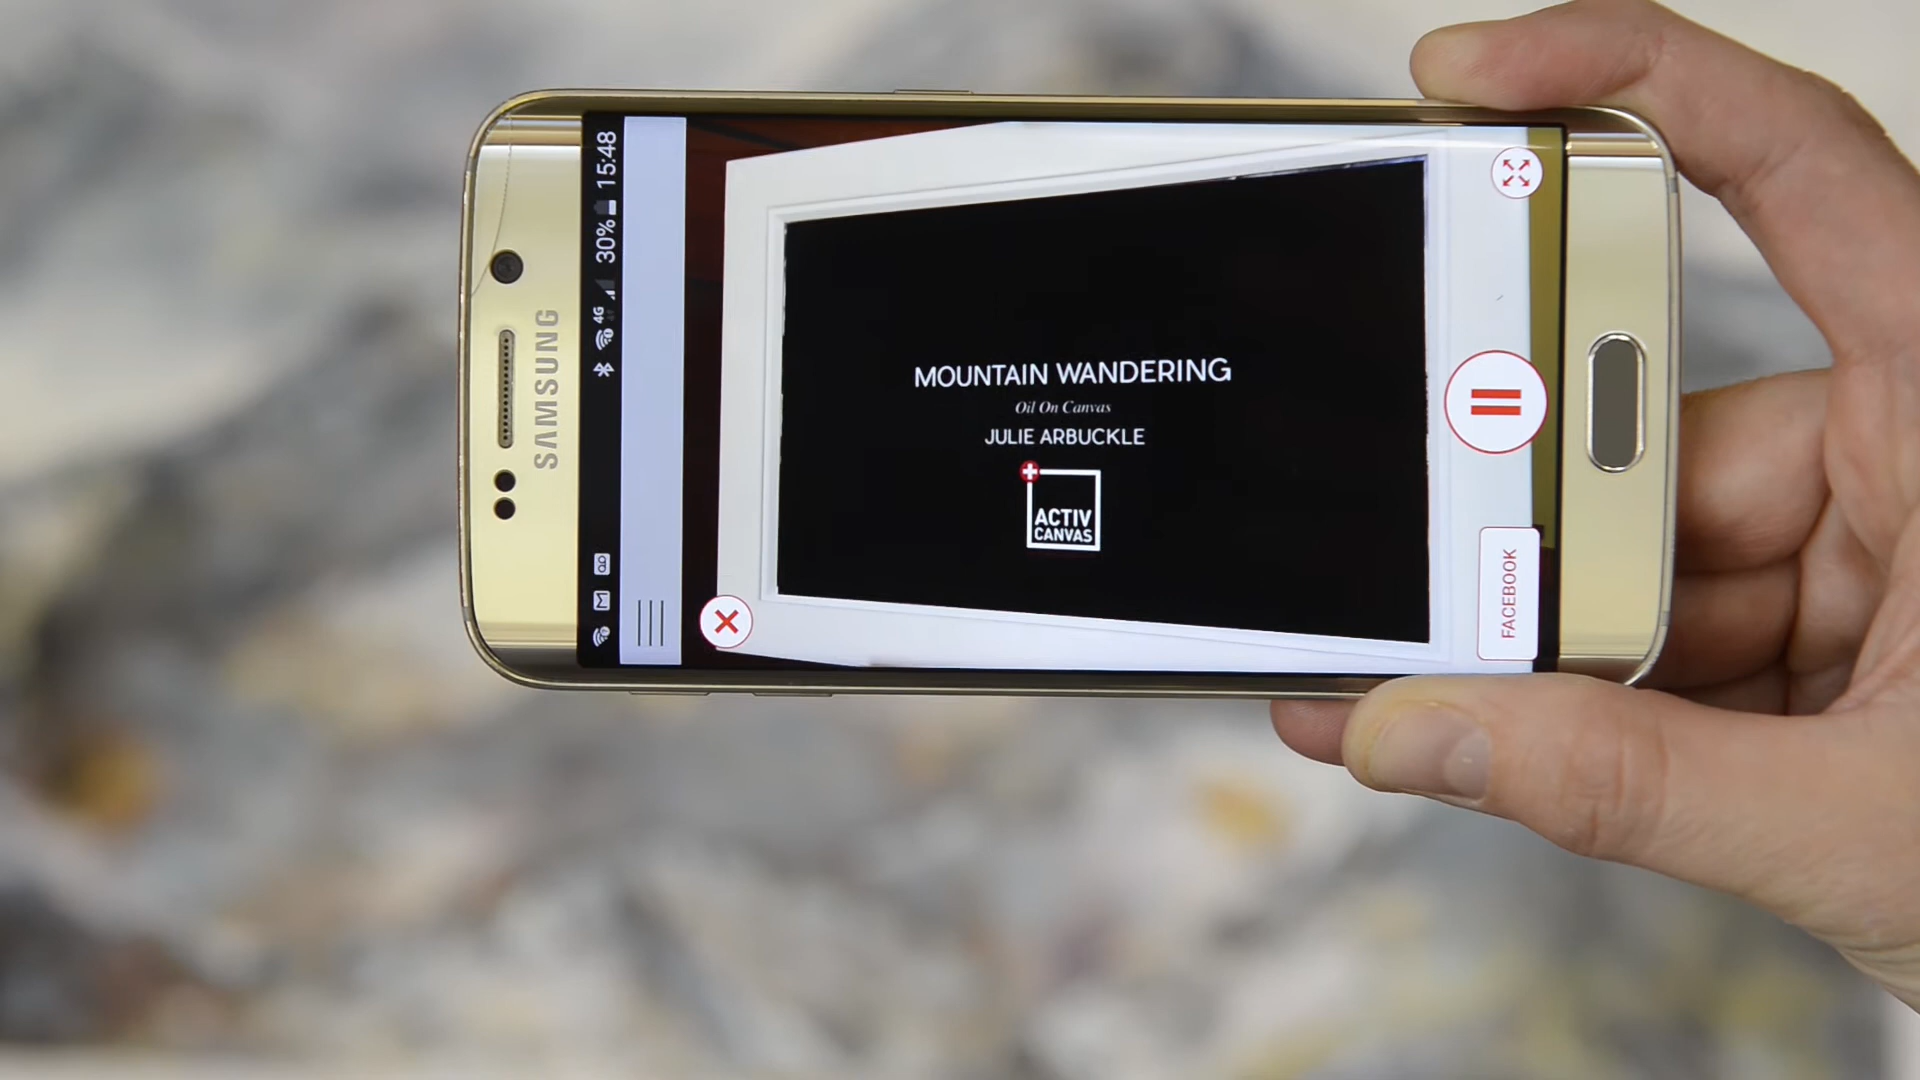 SAMSUNG
4G 30% 15:48
MOUNTAIN WANDERING
Oil On Canvas
JULIE ARBUCKLE
ACTIV
CANVAS
FACEBOOK